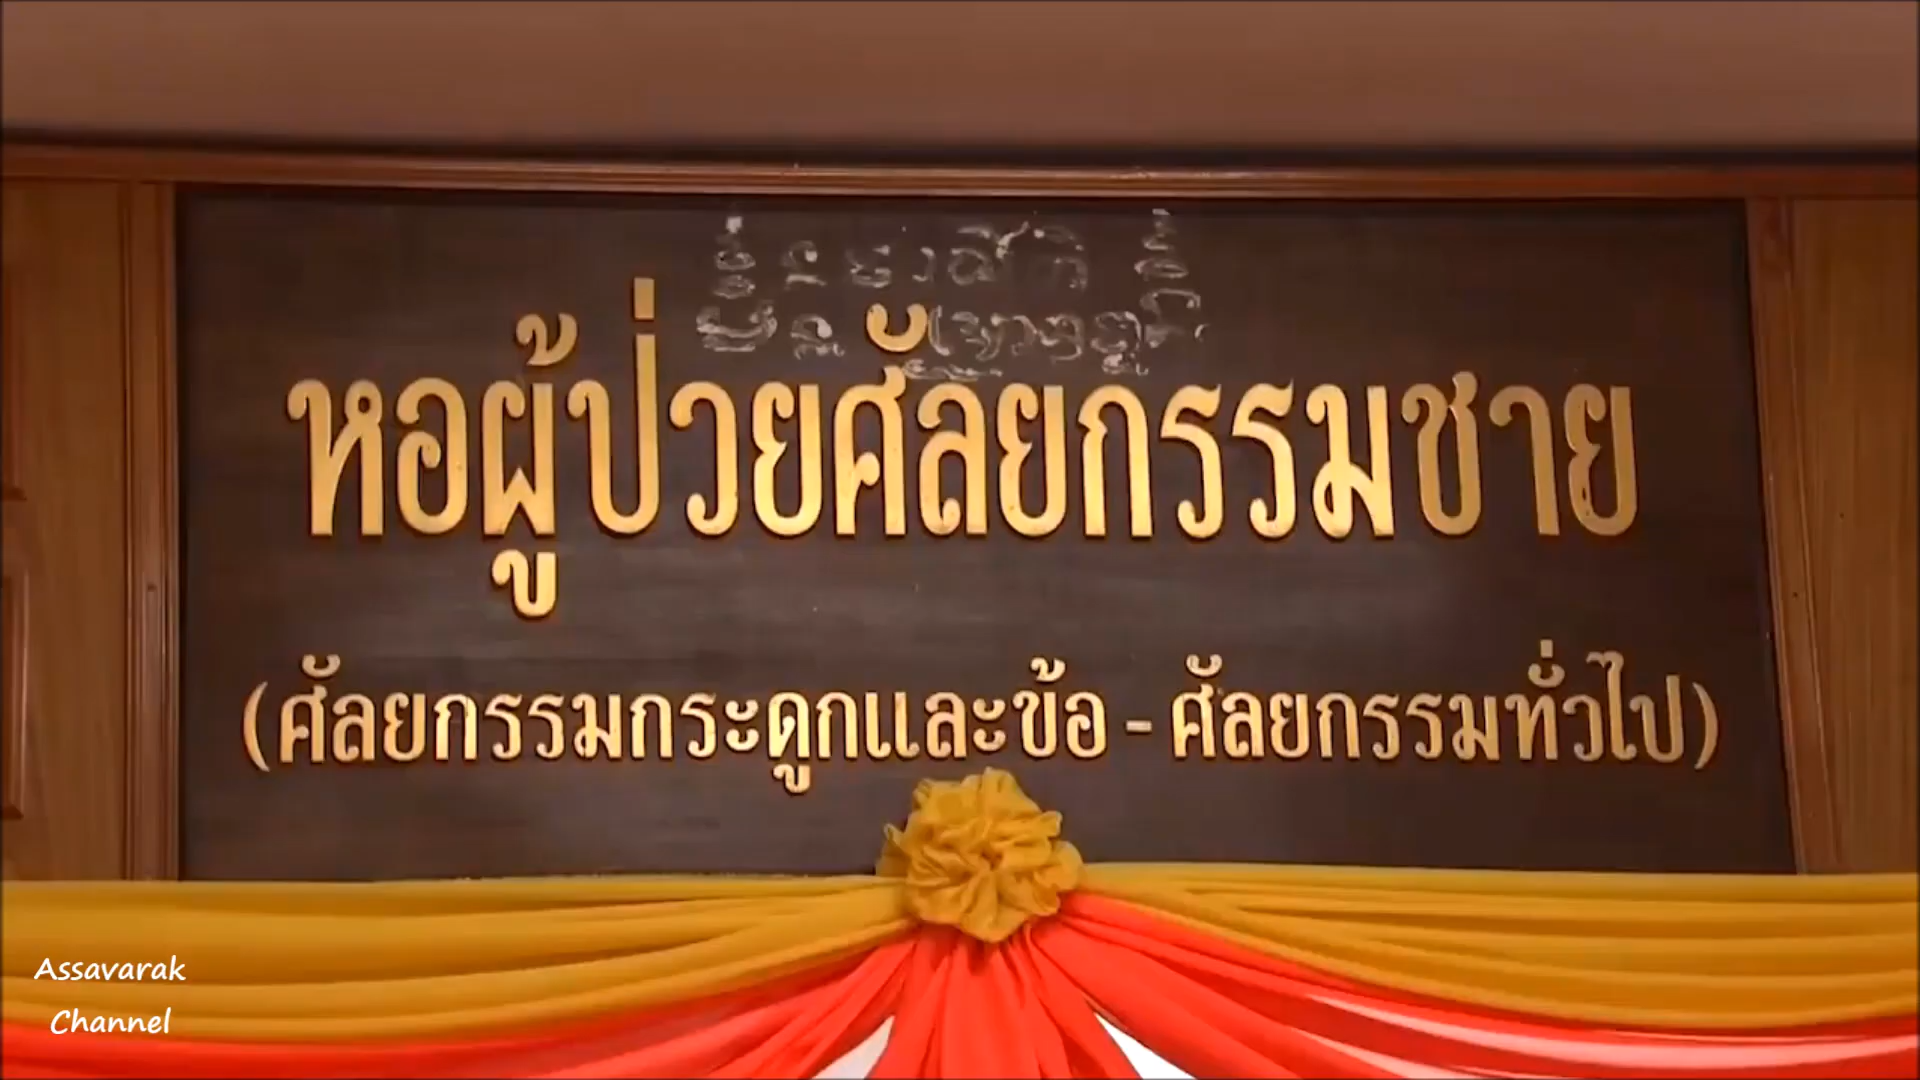 หอผู้ป่วยศัลยกรรมชาย
(ศัลยกรรมกระดูกและข้อ - ศัลยกรรมทั่วไป)
Assavarak
Channel